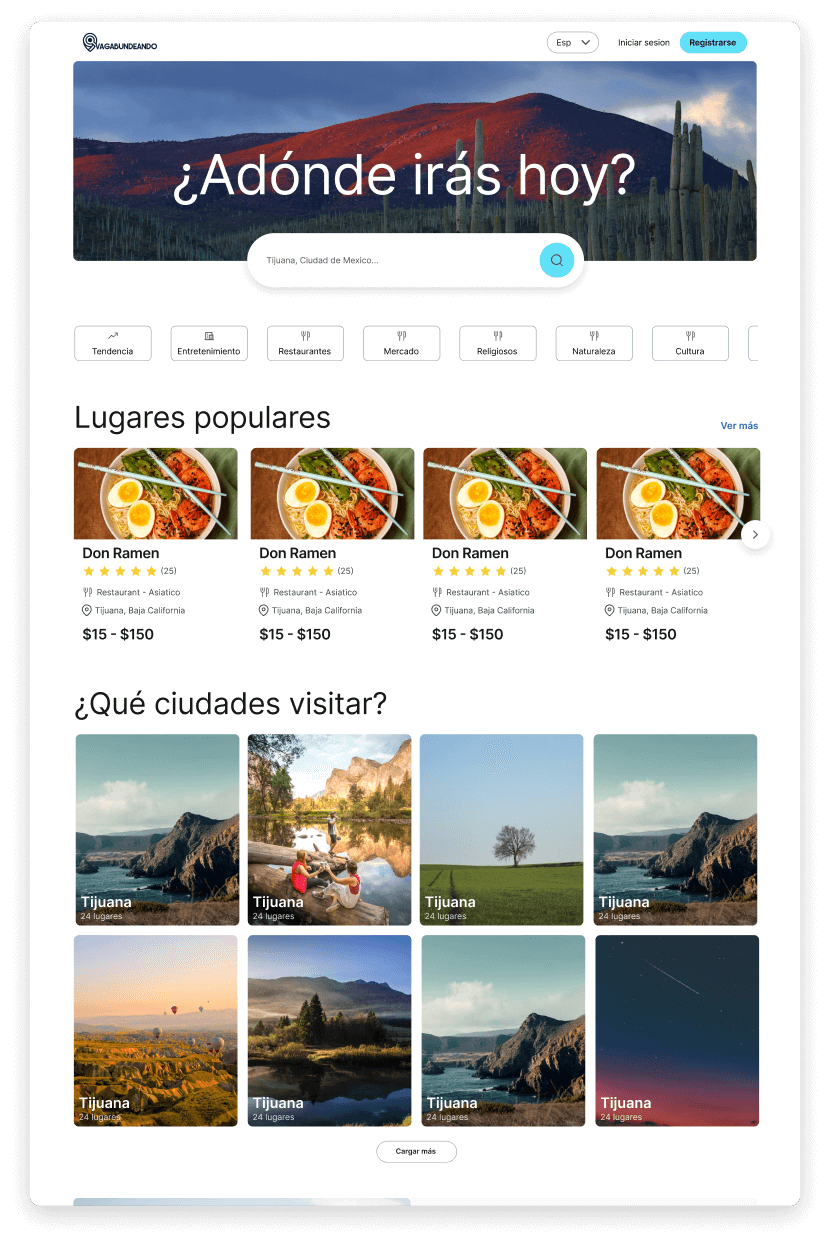 VAGABUNDEANDO
Esp
Iniciar sesion
Registrarse
¿Adónde irás hoy?
Tijuana, Ciudad de Mexico...
Tendencia
Entretenimiento
Restaurantes
Mercado
Religiosos
Naturaleza
Cultura
Lugares populares
Ver más
Don Ramen
(25)
Restaurant - Asiatico
Tijuana, Baja California
$15 - $150
Don Ramen
(25)
Restaurant - Asiatico
Tijuana, Baja California
$15 - $150
Don Ramen
(25)
Restaurant - Asiatico
Tijuana, Baja California
$15 - $150
Don Ramen
(25)
Restaurant - Asiatico
Tijuana, Baja California
$15 - $150
¿Qué ciudades visitar?
Tijuana
24 lugares
Tijuana
24 lugares
Tijuana
24 lugares
Tijuana
24 lugares
Tijuana
24 lugares
Tijuana
24 lugares
Tijuana
24 lugares
Tijuana
24 lugares
Cargar más